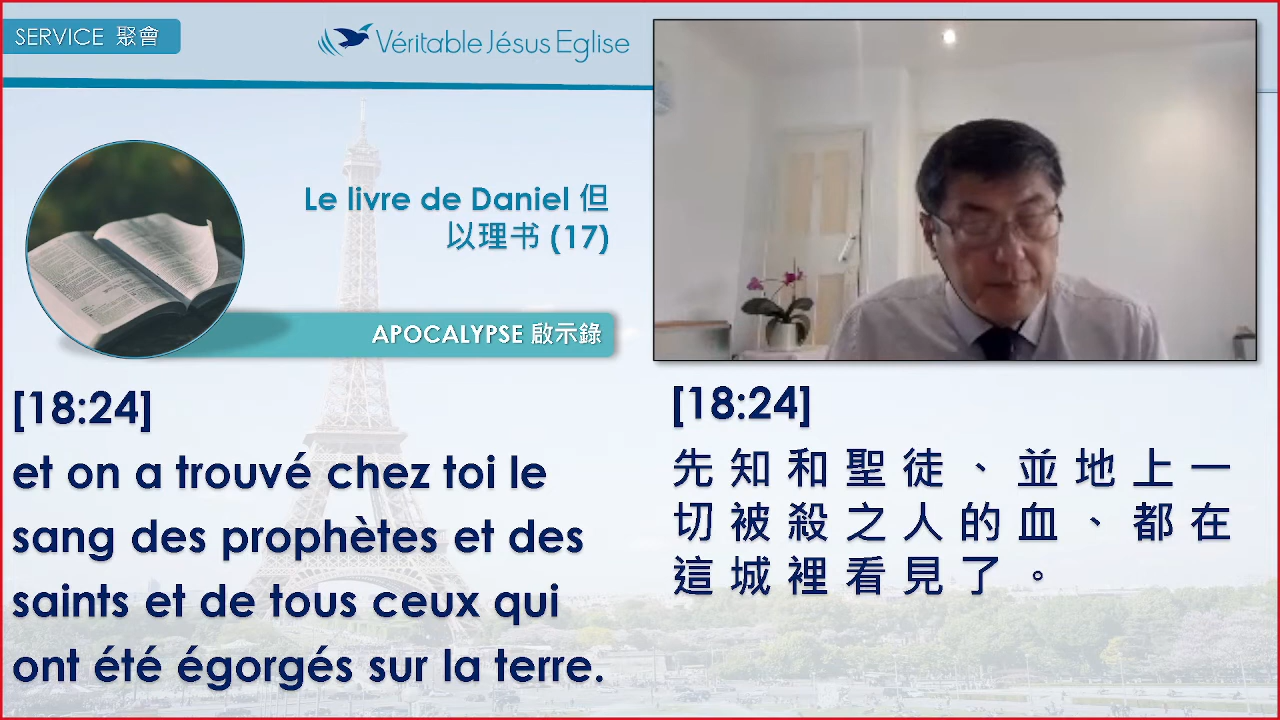 SERVICE 聚會
Véritable Jésus Eglise
Le livre de Daniel 但
以理书 (17)
APOCALYPSE 啟示錄
[18:24]
et on a trouvé chez toi le
sang des prophètes et des
saints et de tous ceux qui
ont été égorgés sur la terre.
[18:24]
先知和聖徒、並地上一
切被殺之人的血、都在
這城裡看見了。